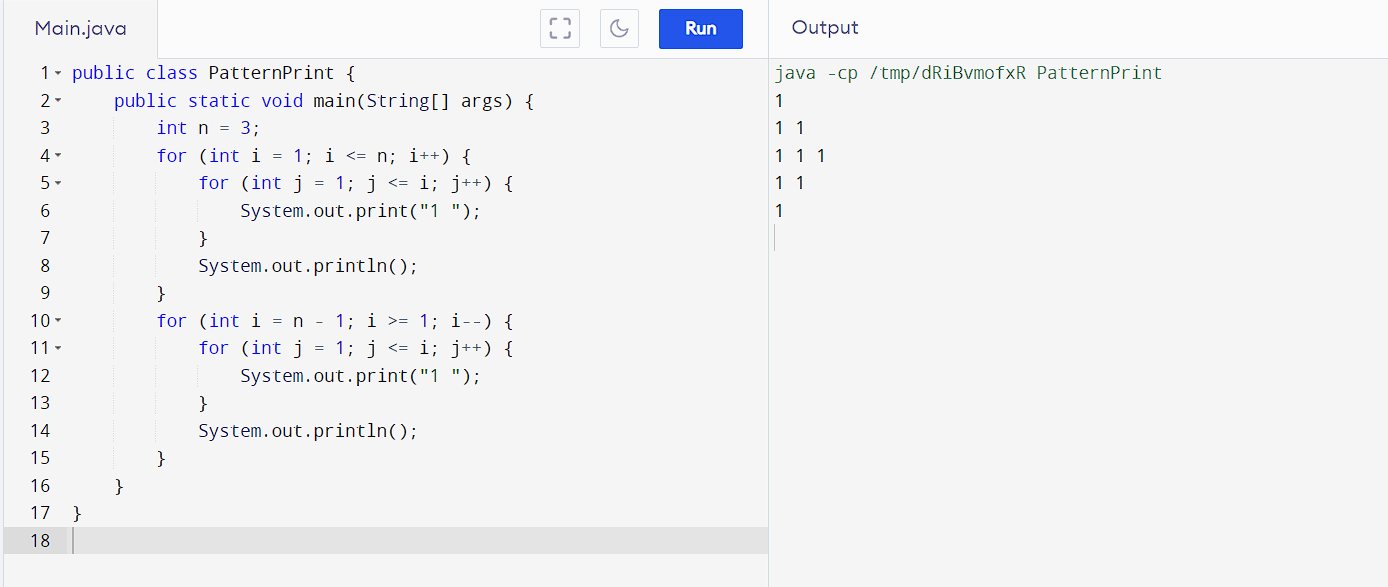 Main.java
Run
Output
1 public class PatternPrint {
2     public static void main(String[] args) {
3         int n = 3;
4         for (int i = 1; i <= n; i++) {
5             for (int j = 1; j <= i; j++) {
6                 System.out.print("1 ");
7             }
8             System.out.println();
9         }
10         for (int i = n - 1; i >= 1; i--) {
11             for (int j = 1; j <= i; j++) {
12                 System.out.print("1 ");
13             }
14             System.out.println();
15         }
16     }
17 }
18
java -cp /tmp/dRiBvmofxR PatternPrint
1
1 1
1 1 1
1 1
1